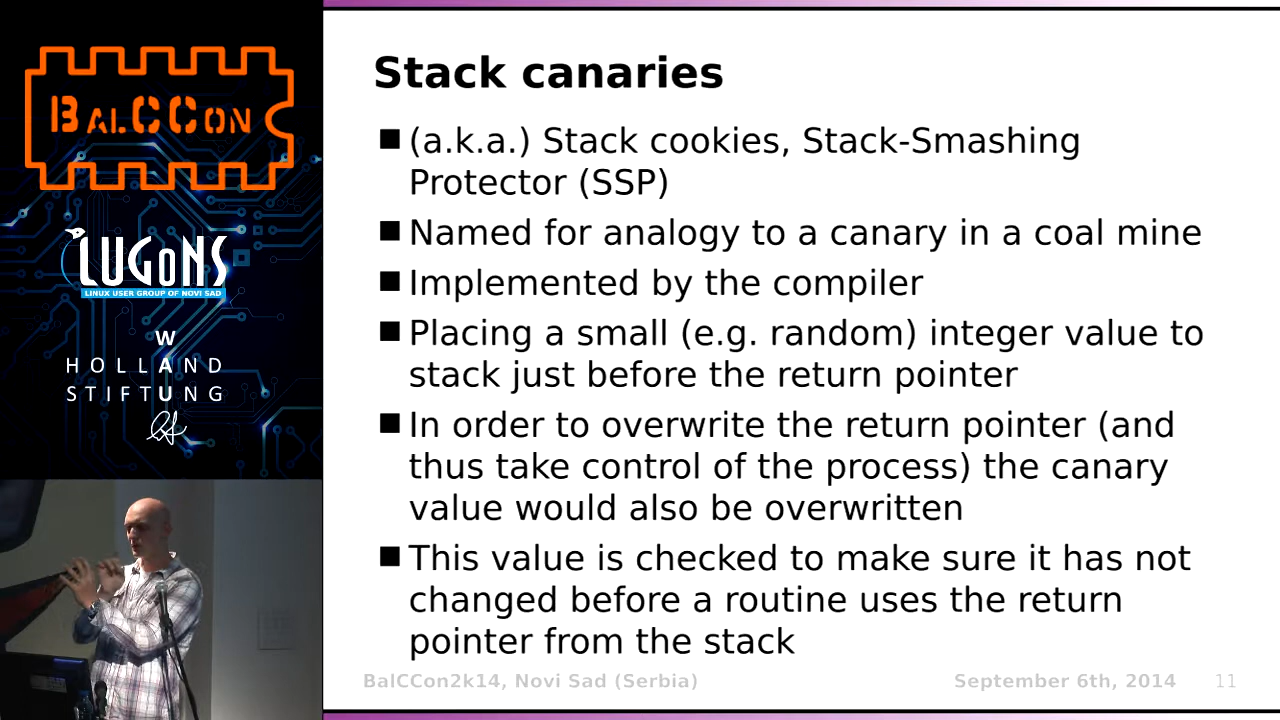 BALCCON
LUGONS
LINUX USER GROUP OF NOVI SAD
W
HOLLAND
STIFTUNG
Stack canaries
■ (a.k.a.) Stack cookies, Stack-Smashing
Protector (SSP)
■ Named for analogy to a canary in a coal mine
■ Implemented by the compiler
■ Placing a small (e.g. random) integer value to
stack just before the return pointer
■ In order to overwrite the return pointer (and
thus take control of the process) the canary
value would also be overwritten
■ This value is checked to make sure it has not
changed before a routine uses the return
pointer from the stack
BalCCon2k14, Novi Sad (Serbia) September 6th, 2014 11